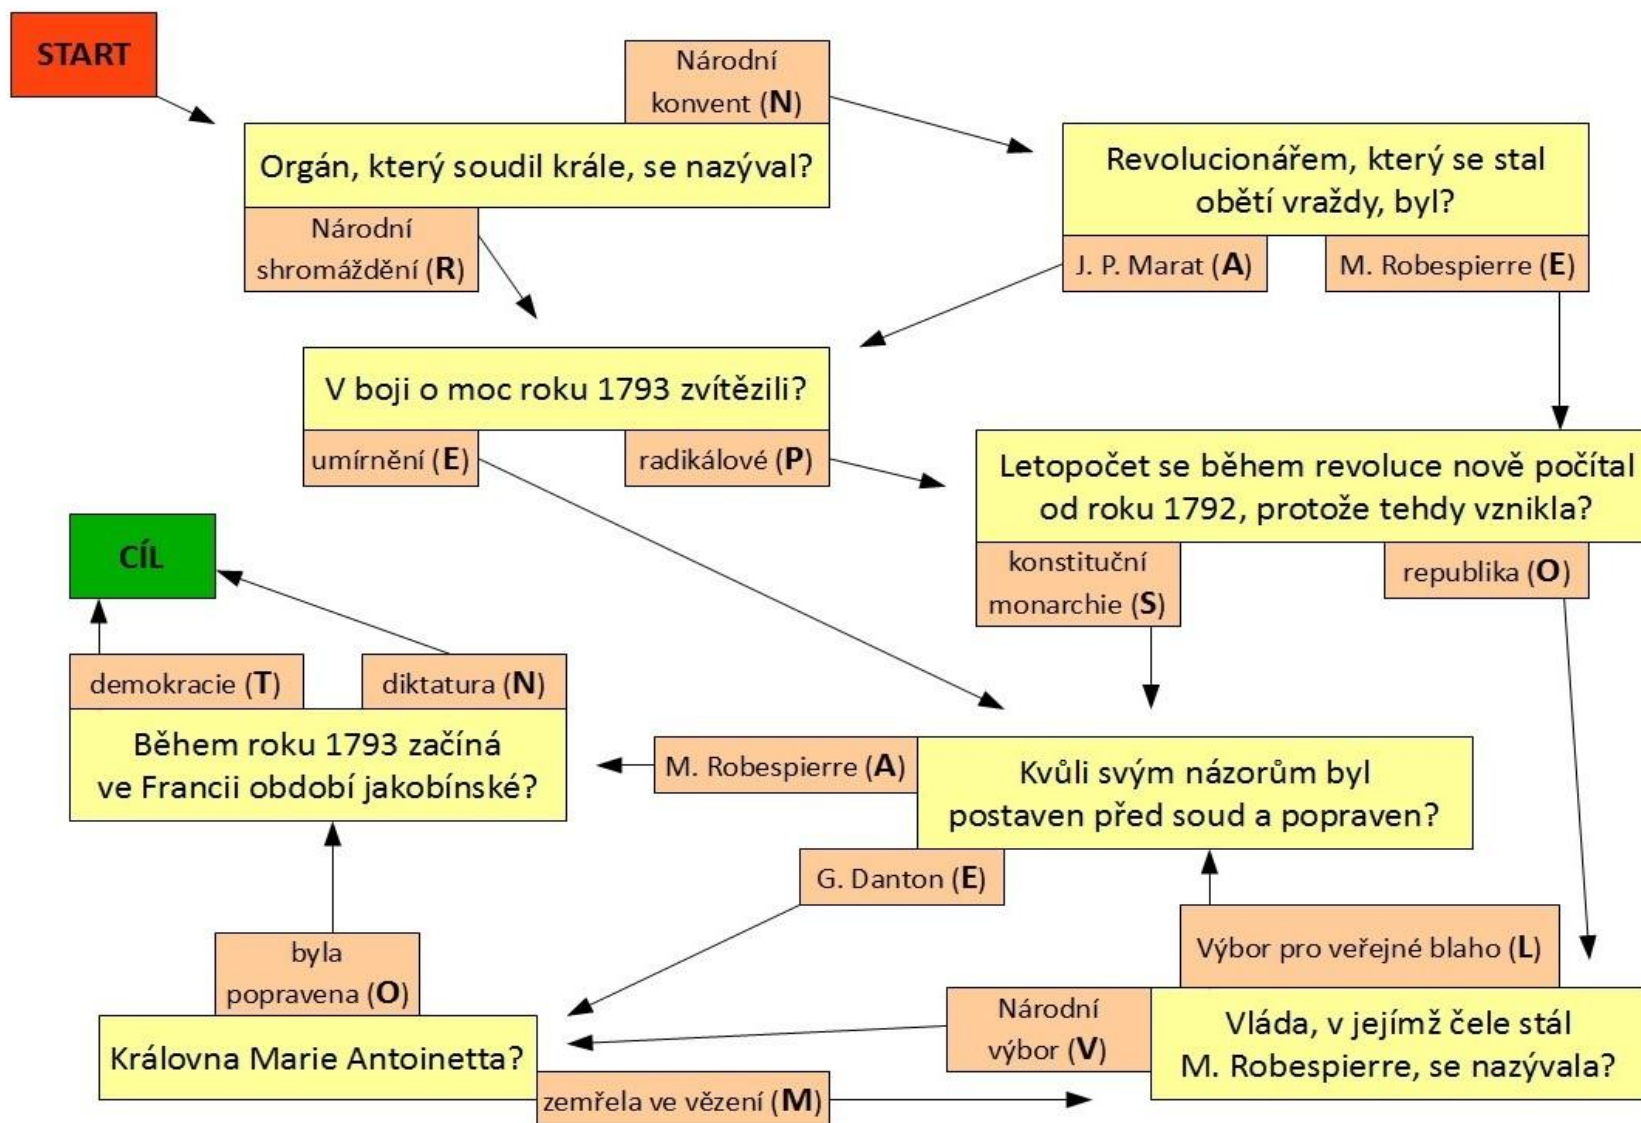 START
Národní
konvent (N)
Orgán, který soudil krále, se nazýval?
Národní
shromáždění (R)
Revolucionářem, který se stal
obětí vraždy, byl?
J. P. Marat (A)
M. Robespierre (E)
V boji o moc roku 1793 zvítězili?
umírnění (E)
radikálové (P)
Letopočet se během revoluce nově počítal
od roku 1792, protože tehdy vznikla?
konstituční
monarchie (S)
republika (O)
CÍL
demokracie (T)
diktatura (N)
Během roku 1793 začíná
ve Francii období jakobínské?
M. Robespierre (A)
Kvůli svým názorům byl
postaven před soud a popraven?
G. Danton (E)
byla
popravena (O)
Královna Marie Antoinetta?
zemřela ve vězení (M)
Výbor pro veřejné blaho (L)
Národní
výbor (V)
Vláda, v jejímž čele stál
M. Robespierre, se nazývala?